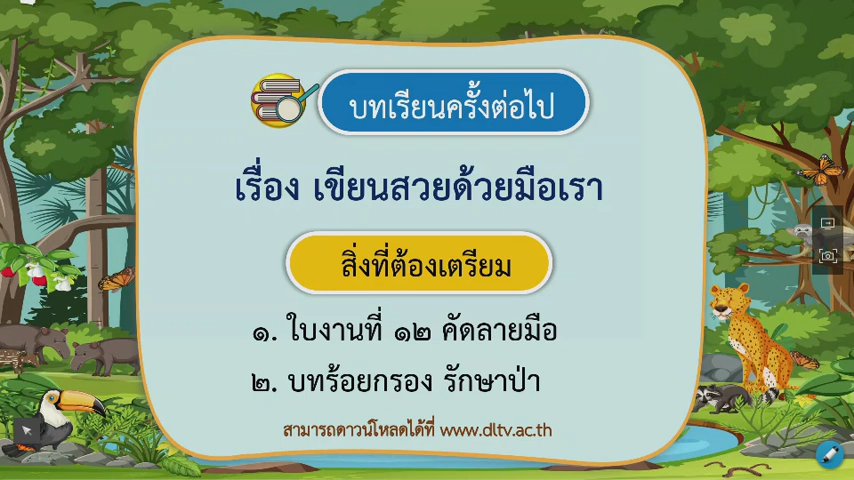 บทเรียนครั้งต่อไป
เรื่อง เขียนสวยด้วยมือเรา
สิ่งที่ต้องเตรียม
๑. ใบงานที่ ๑๒ คัดลายมือ
๒. บทร้อยกรอง รักษาป่า
สามารถดาวน์โหลดได้ที่ www.dltv.ac.th